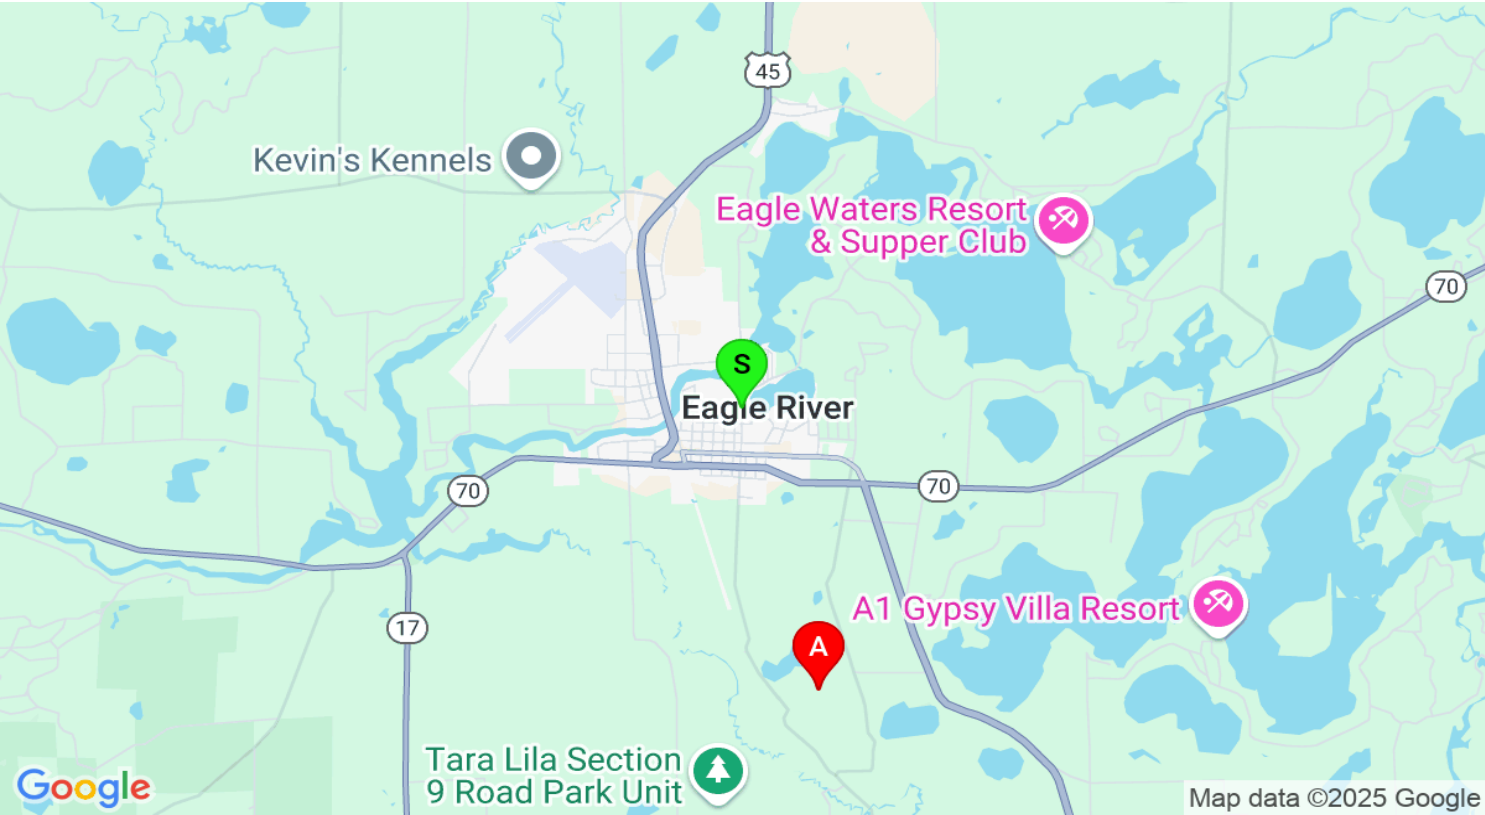 45
Kevin's Kennels
Eagle Waters Resort
& Supper Club
70
S
Eagle River
70
70
A1 Gypsy Villa Resort
17
A
Tara Lila Section
9 Road Park Unit
Google
Map data ©2025 Google